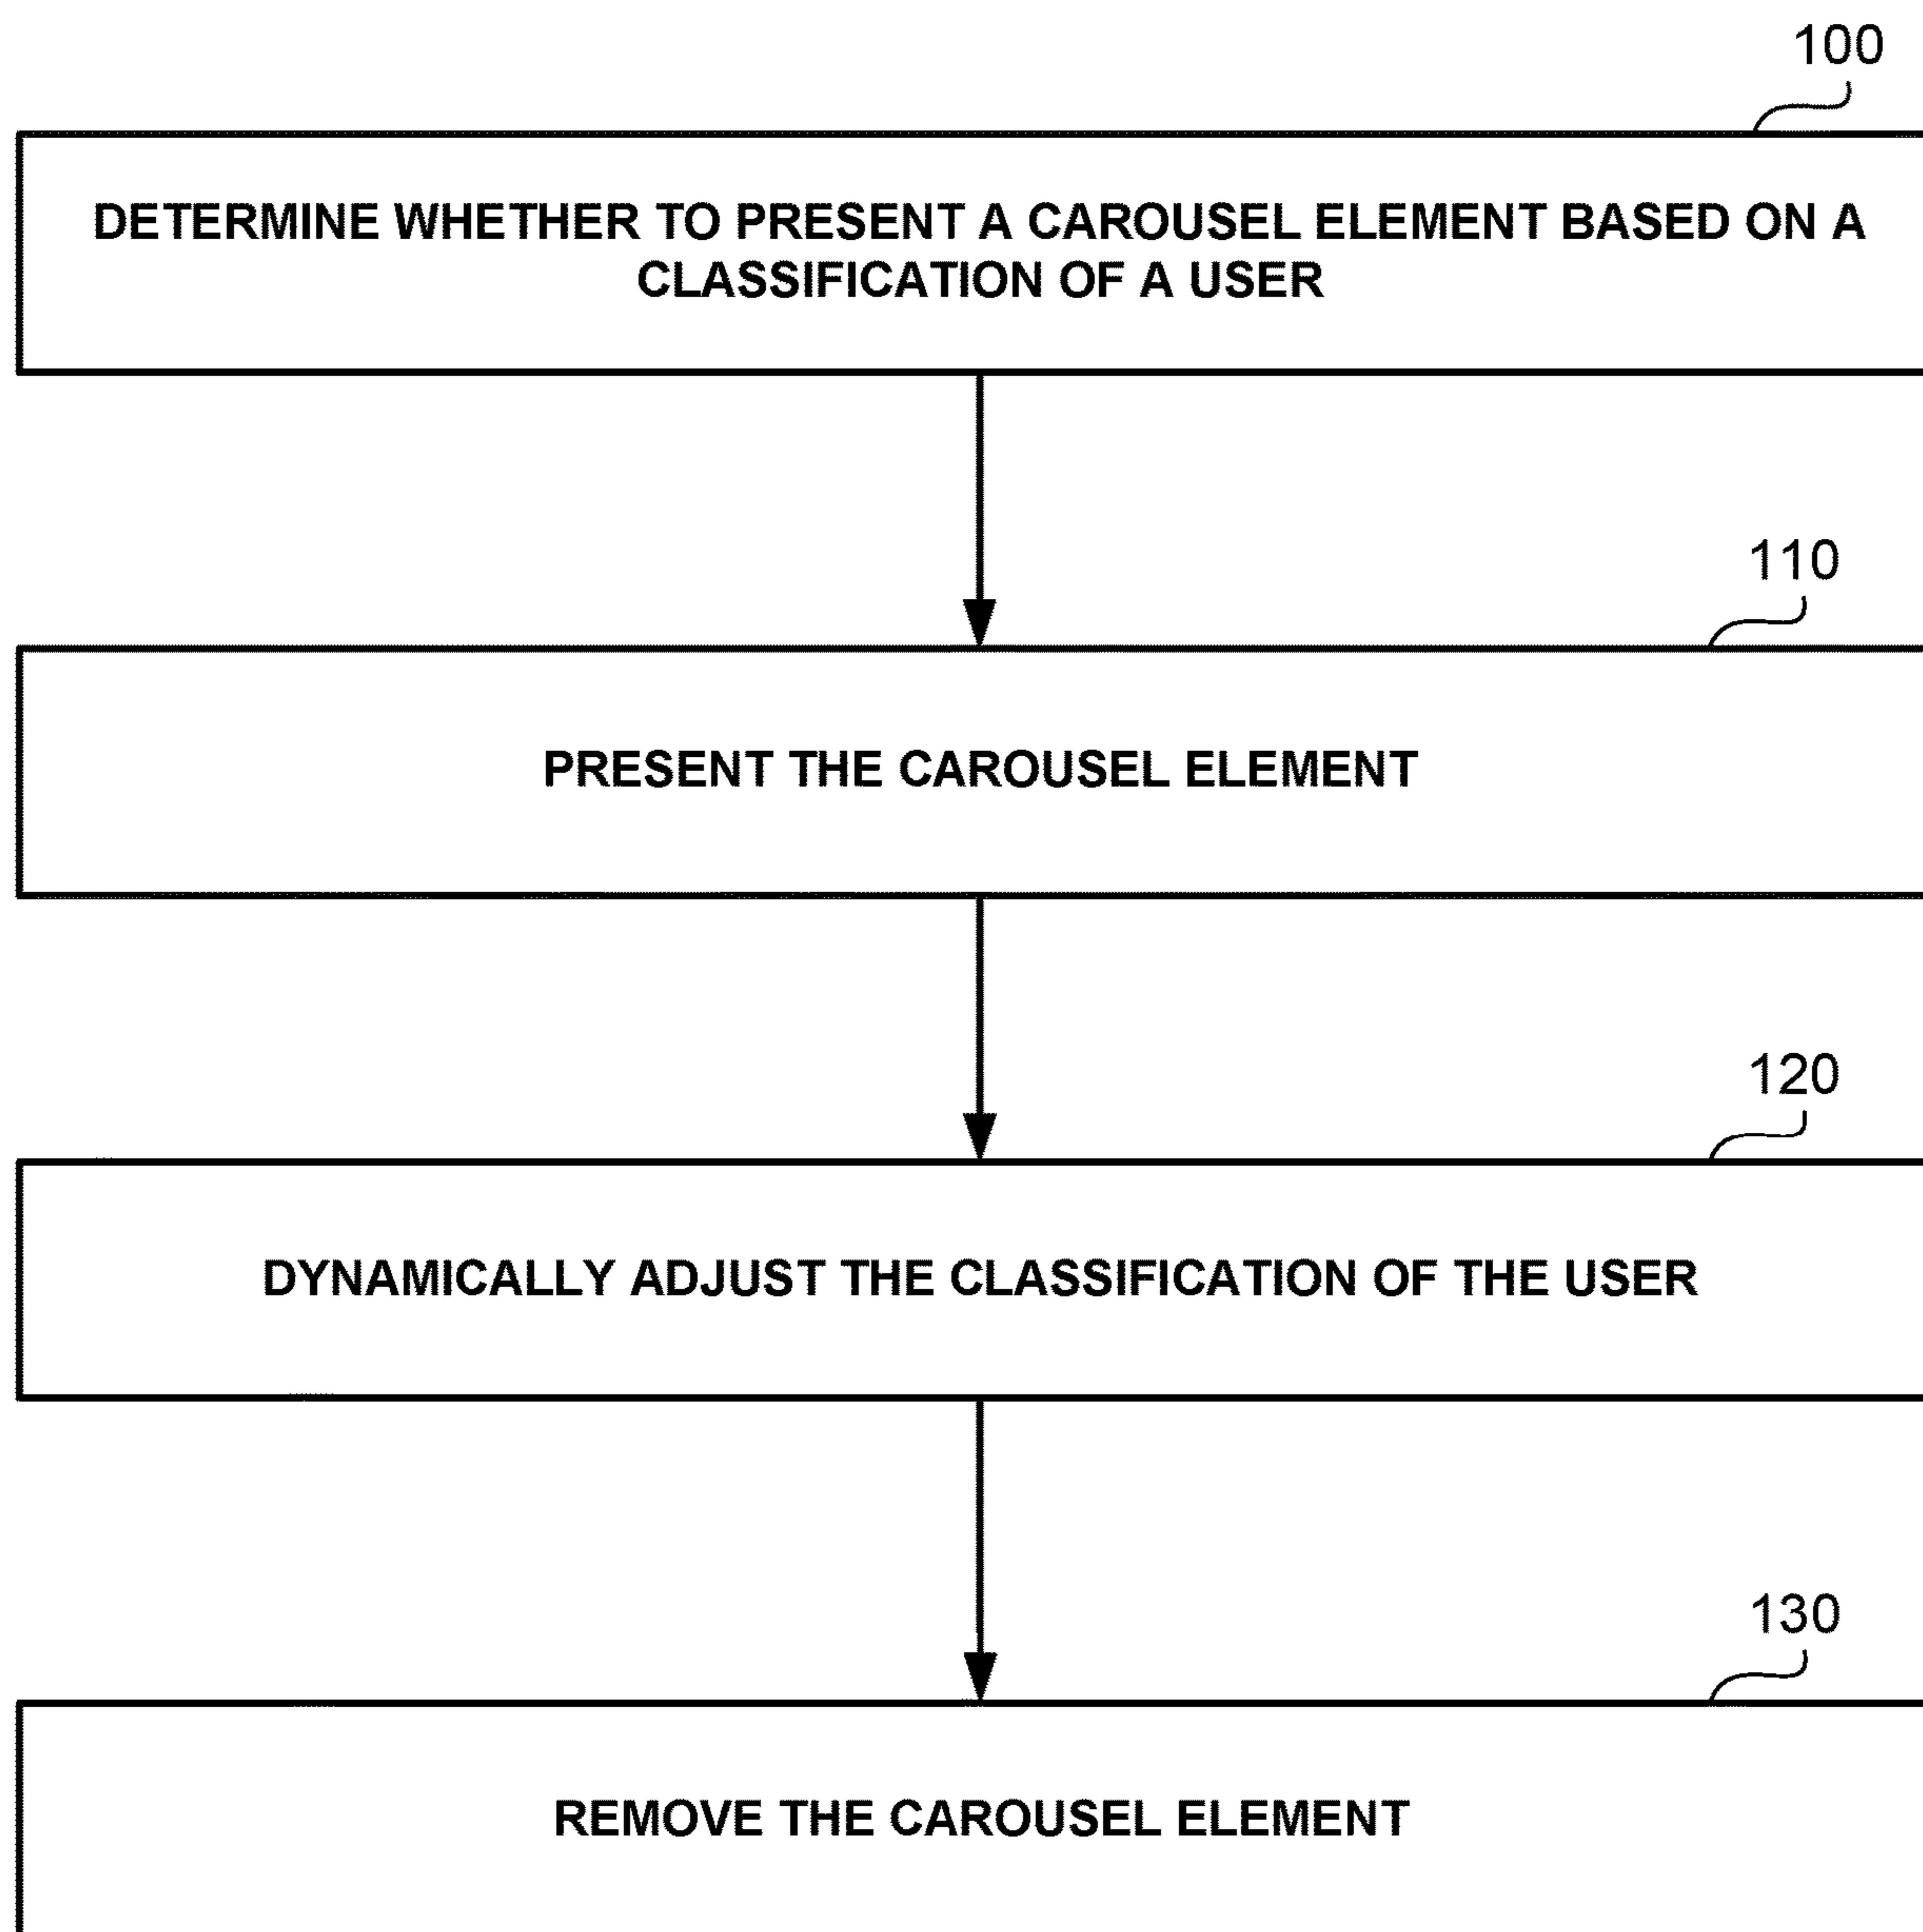 100
DETERMINE WHETHER TO PRESENT A CAROUSEL ELEMENT BASED ON A
CLASSIFICATION OF A USER
110
PRESENT THE CAROUSEL ELEMENT
120
DYNAMICALLY ADJUST THE CLASSIFICATION OF THE USER
130
REMOVE THE CAROUSEL ELEMENT